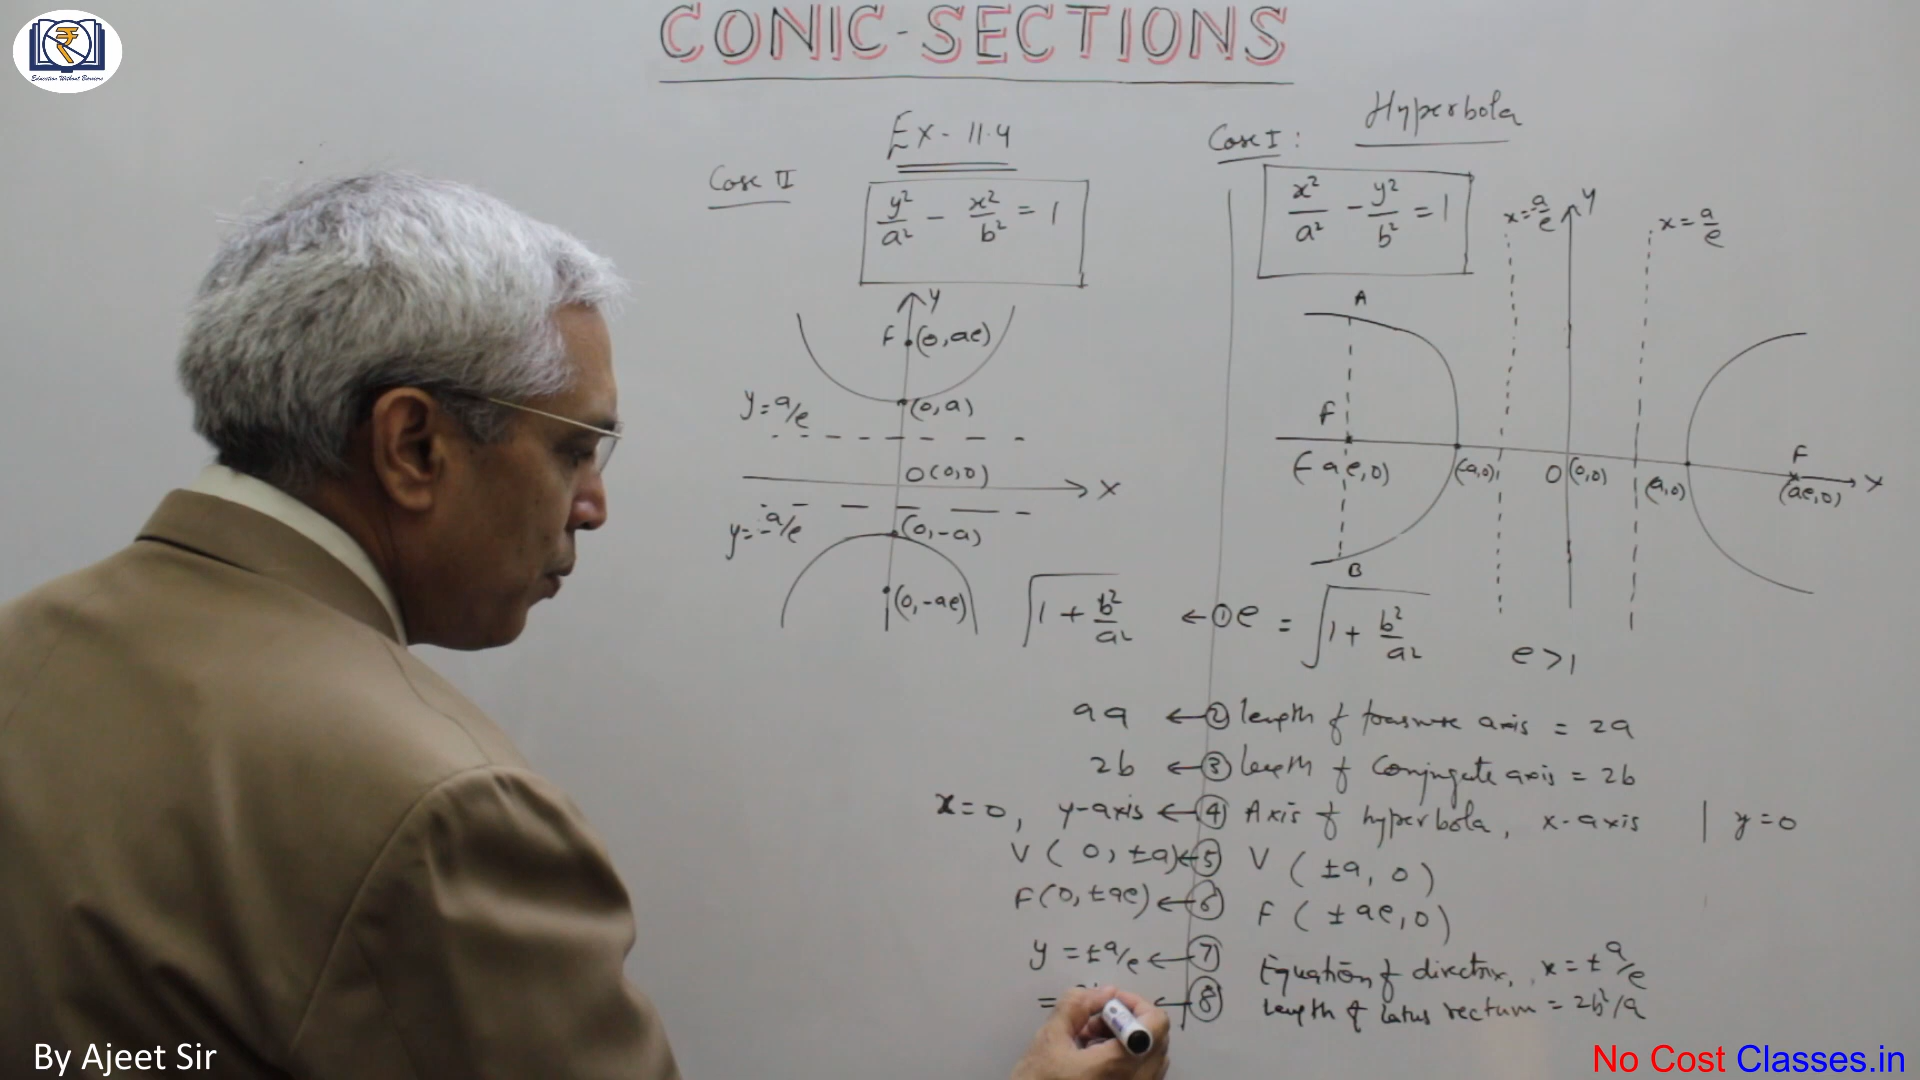 CONIC-SECTIONS
Education Without Barriers
Ex-11.4
Case II
y²/a² - x²/b² = 1
Y
F (0, ae)
(0, a)
y = a/e
O (0,0)
X
y = -a/e
(0, -a)
(0, -ae)
Hyperbola
Case I :
x²/a² - y²/b² = 1
x = -a/e
Y
x = a/e
A
F
F
(-ae, 0)
(-a, 0)
O (0,0)
(a, 0)
(ae, 0)
X
B
√1 + b²/a² ← ① e = √1 + b²/a²
e > 1
2a ← ② length of transverse axis = 2a
2b ← ③ length of Conjugate axis = 2b
x = 0, y-axis ← ④ Axis of hyperbola, x-axis | y = 0
V (0, ±a) ← ⑤ V (±a, 0)
F (0, ±ae) ← ⑥ F (±ae, 0)
y = ±a/e ← ⑦ Equation of directrix, x = ±a/e
= ← ⑧ length of latus rectum = 2b²/a
By Ajeet Sir
No Cost Classes.in